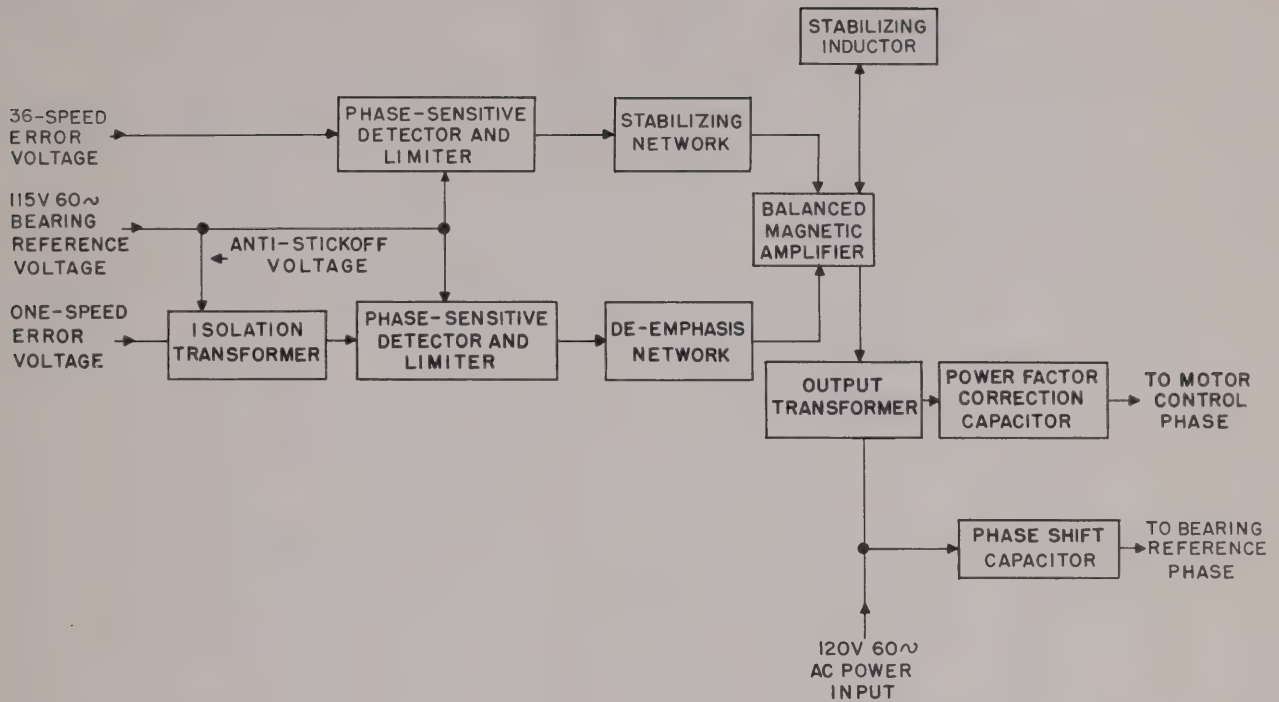 STABILIZING
INDUCTOR
36-SPEED
ERROR
VOLTAGE
PHASE-SENSITIVE
DETECTOR AND
LIMITER
STABILIZING
NETWORK
115V 60~
BEARING
REFERENCE
VOLTAGE
ANTI-STICKOFF
VOLTAGE
BALANCED
MAGNETIC
AMPLIFIER
ONE-SPEED
ERROR
VOLTAGE
ISOLATION
TRANSFORMER
PHASE-SENSITIVE
DETECTOR AND
LIMITER
DE-EMPHASIS
NETWORK
OUTPUT
TRANSFORMER
POWER FACTOR
CORRECTION
CAPACITOR
TO MOTOR
CONTROL
PHASE
PHASE SHIFT
CAPACITOR
TO BEARING
REFERENCE
PHASE
120V 60~
AC POWER
INPUT